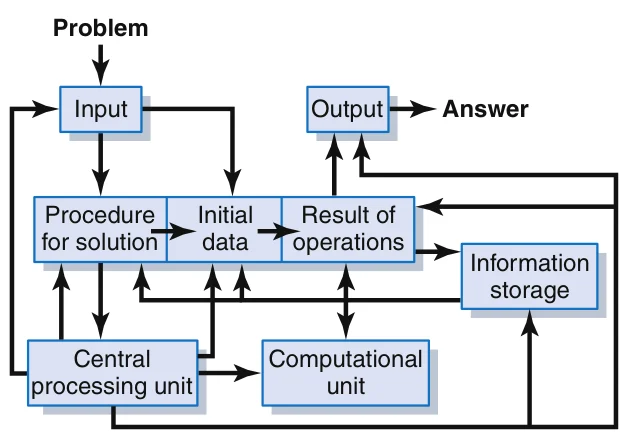 Problem
Input
Output
Answer
Procedure
for solution
Initial
data
Result of
operations
Information
storage
Central
processing unit
Computational
unit